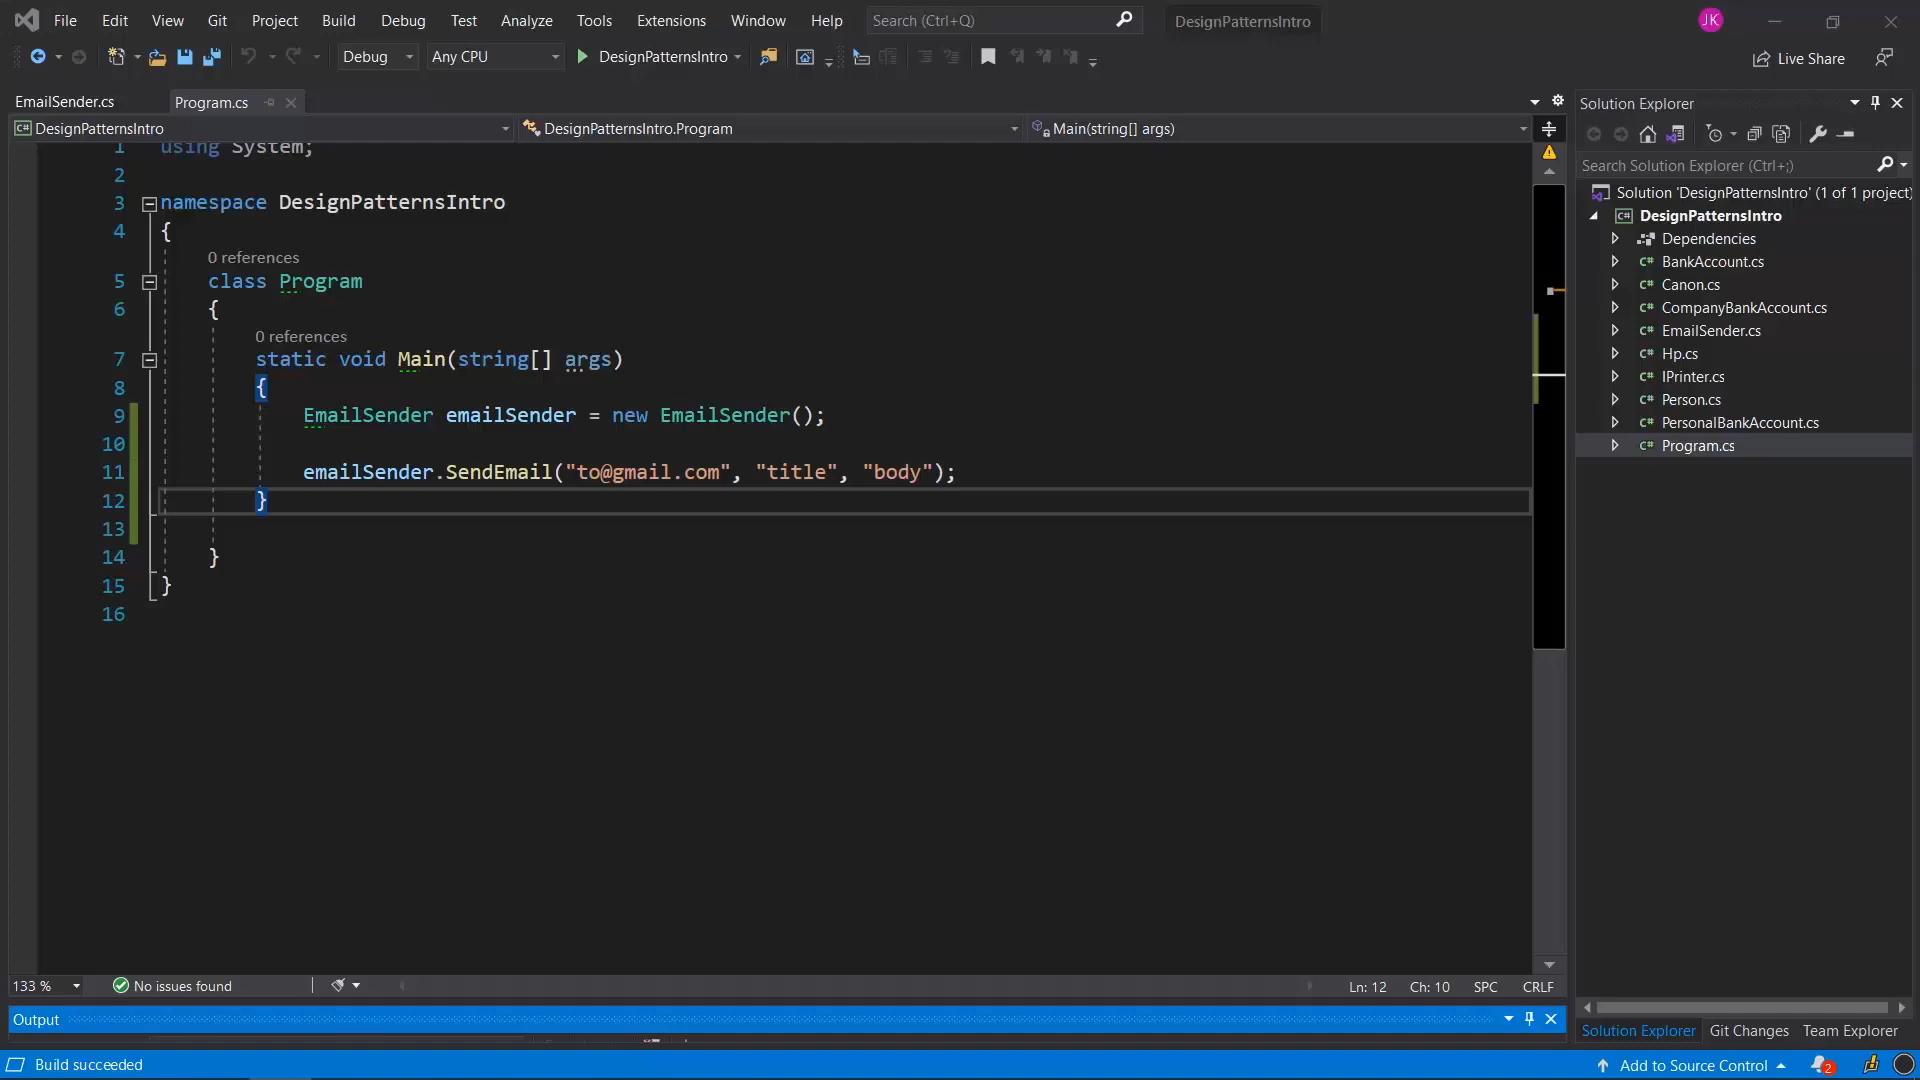 File Edit View Git Project Build Debug Test Analyze Tools Extensions Window Help Search (Ctrl+Q) DesignPatternsIntro JK
Debug Any CPU DesignPatternsIntro Live Share
EmailSender.cs Program.cs
DesignPatternsIntro DesignPatternsIntro.Program Main(string[] args)
1 using System;
2
3 namespace DesignPatternsIntro
4 {
0 references
5 class Program
6 {
0 references
7 static void Main(string[] args)
8 {
9 EmailSender emailSender = new EmailSender();
10
11 emailSender.SendEmail("to@gmail.com", "title", "body");
12 }
13
14 }
15 }
16
133 % No issues found Ln: 12 Ch: 10 SPC CRLF
Output
Solution Explorer
Search Solution Explorer (Ctrl+;)
Solution 'DesignPatternsIntro' (1 of 1 project)
C# DesignPatternsIntro
Dependencies
C# BankAccount.cs
C# Canon.cs
C# CompanyBankAccount.cs
C# EmailSender.cs
C# Hp.cs
C# IPrinter.cs
C# Person.cs
C# PersonalBankAccount.cs
C# Program.cs
Solution Explorer Git Changes Team Explorer
Build succeeded Add to Source Control 2